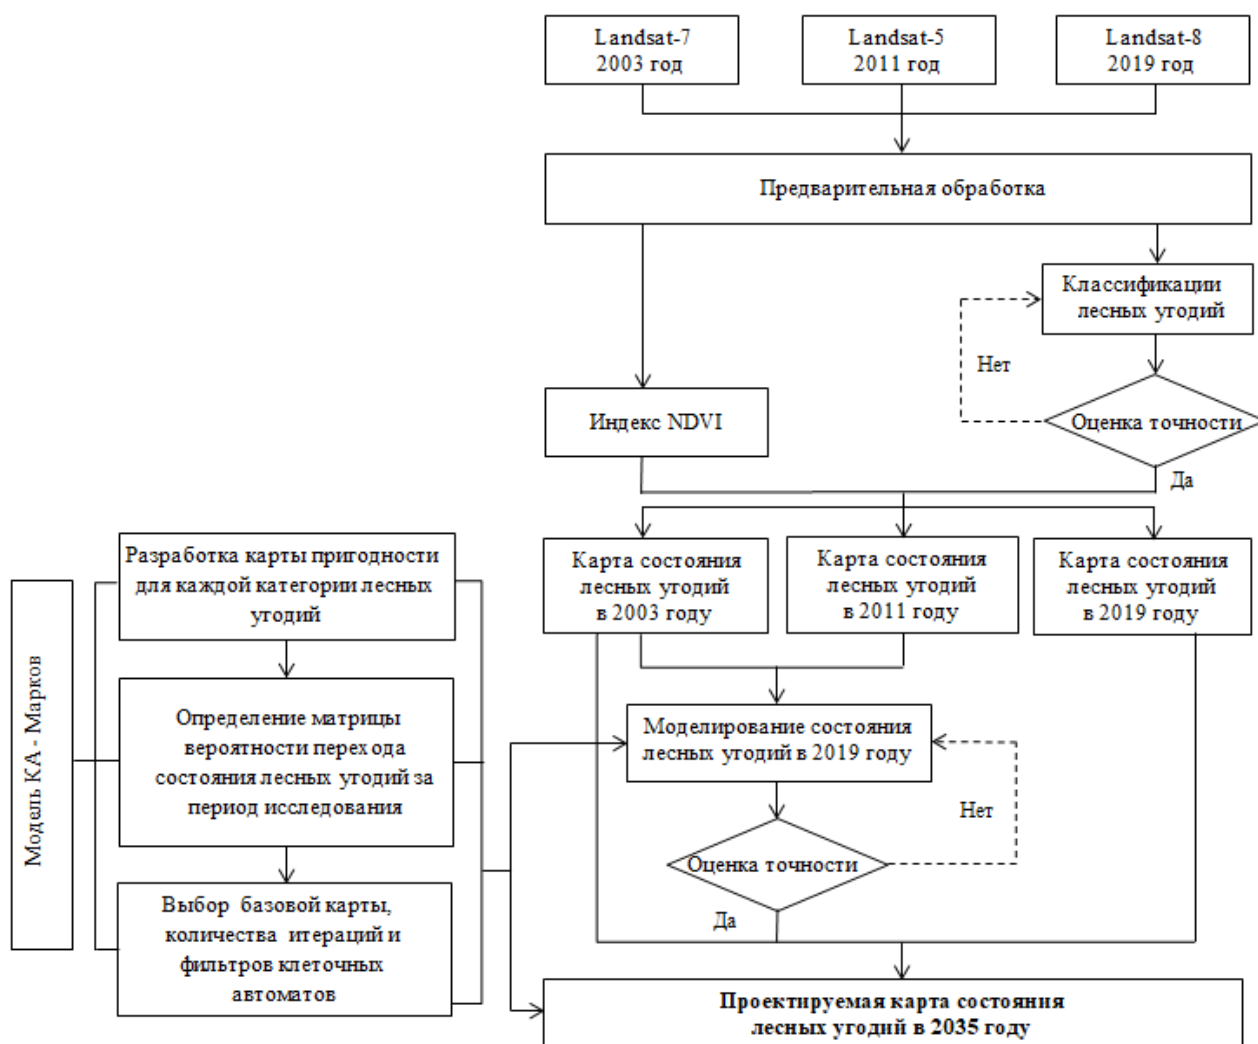 Landsat-7
2003 год
Landsat-5
2011 год
Landsat-8
2019 год
Предварительная обработка
Классификации
лесных угодий
Нет
Индекс NDVI
Оценка точности
Да
Разработка карты пригодности
для каждой категории лесных
угодий
Карта состояния
лесных угодий
в 2003 году
Карта состояния
лесных угодий
в 2011 году
Карта состояния
лесных угодий
в 2019 году
Модель КА - Марков
Определение матрицы
вероятности перехода
состояния лесных угодий за
период исследования
Моделирование состояния
лесных угодий в 2019 году
Нет
Оценка точности
Да
Выбор базовой карты,
количества итераций и
фильтров клеточных
автоматов
Проектируемая карта состояния
лесных угодий в 2035 году